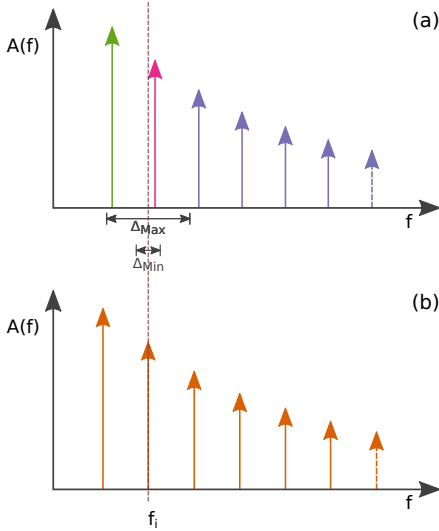 (a)
A(f)
f
Δ_Max
Δ_Min
(b)
A(f)
f
f_i